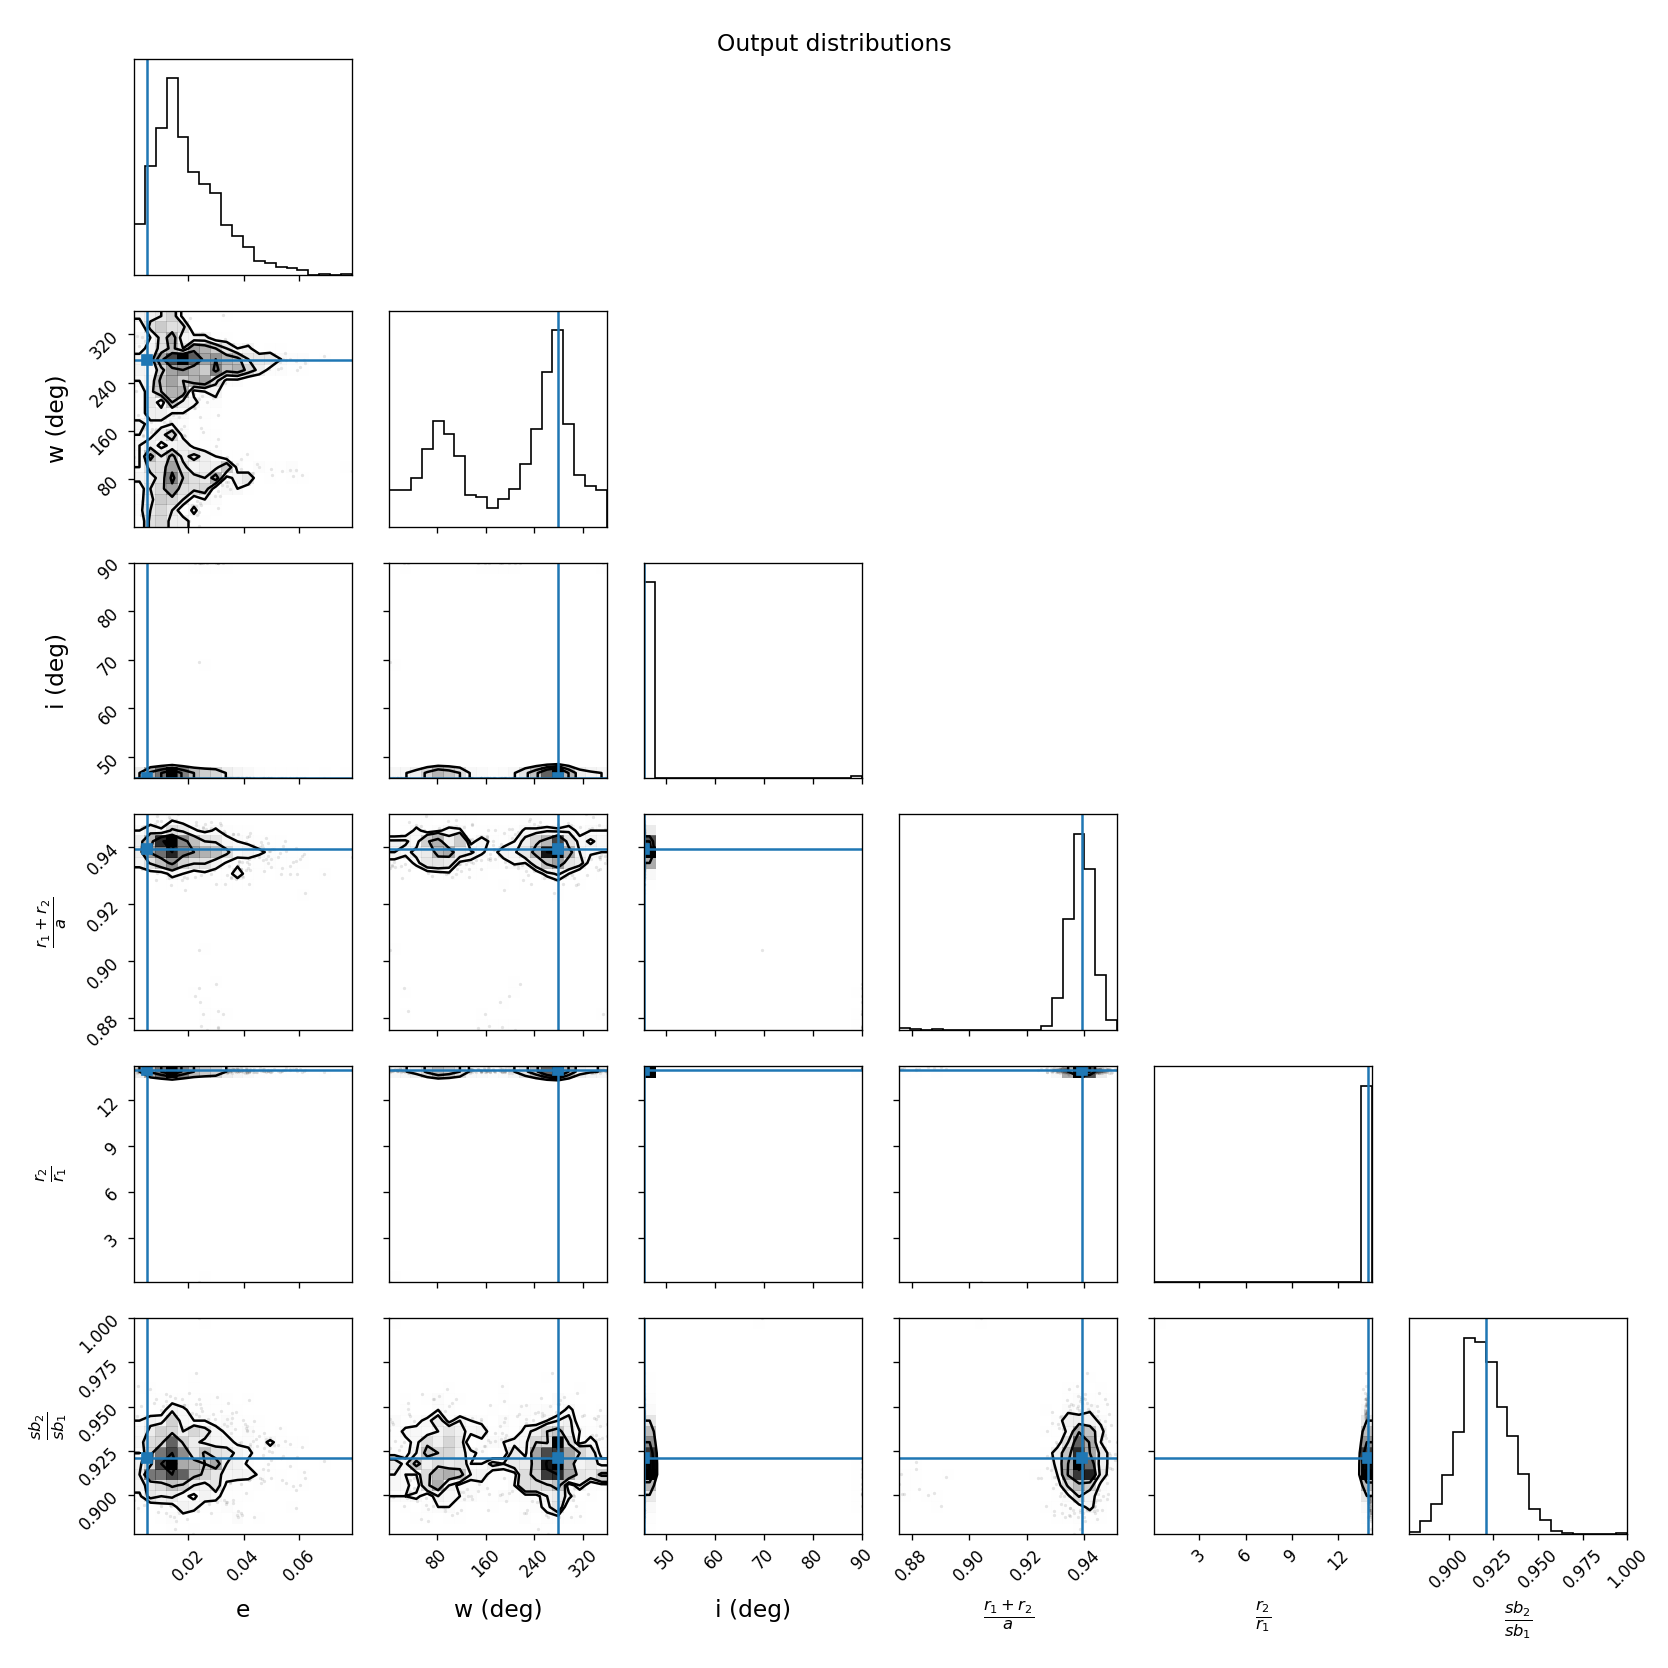 Output distributions
320
240
160
80
w (deg)
90
80
70
60
50
i (deg)
0.94
0.92
0.90
0.88
r₁ + r₂
a
12
9
6
3
r₂
r₁
1.000
0.975
0.950
0.925
0.900
sb₂
sb₁
0.02 0.04 0.06 80 160 240 320 50 60 70 80 90 0.88 0.90 0.92 0.94 3 6 9 12 0.900 0.925 0.950 0.975 1.000
e w (deg) i (deg) r₁ + r₂ r₂ sb₂
a r₁ sb₁